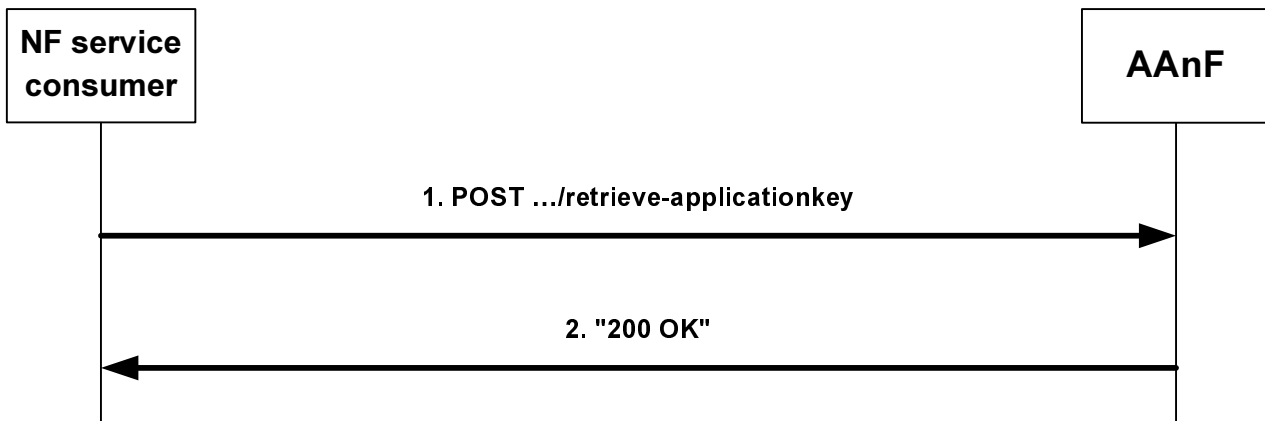 NF service
consumer
AAnF
1. POST …/retrieve-applicationkey
2. "200 OK"